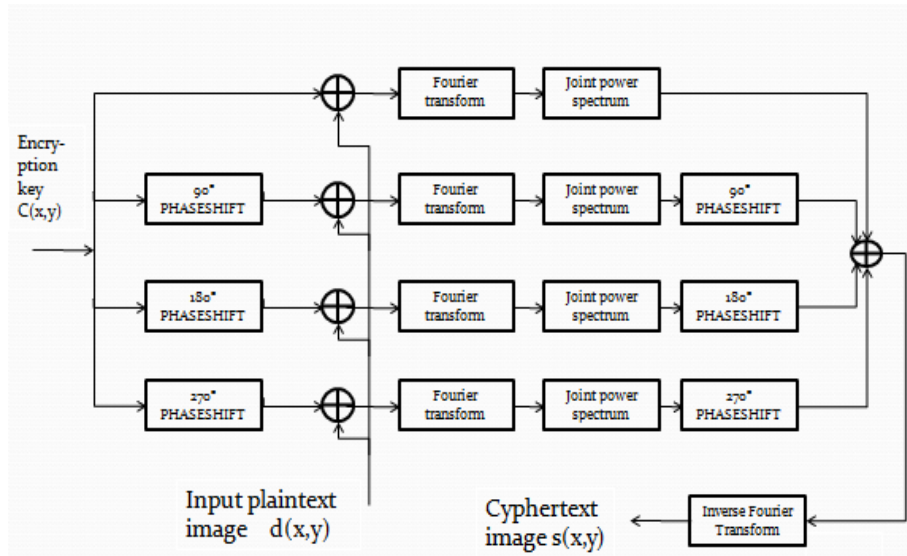 Fourier
transform
Joint power
spectrum
Encry-
ption
key
C(x,y)
90°
PHASESHIFT
Fourier
transform
Joint power
spectrum
90°
PHASESHIFT
180°
PHASESHIFT
Fourier
transform
Joint power
spectrum
180°
PHASESHIFT
270°
PHASESHIFT
Fourier
transform
Joint power
spectrum
270°
PHASESHIFT
Input plaintext
image d(x,y)
Cyphertext
image s(x,y)
Inverse Fourier
Transform